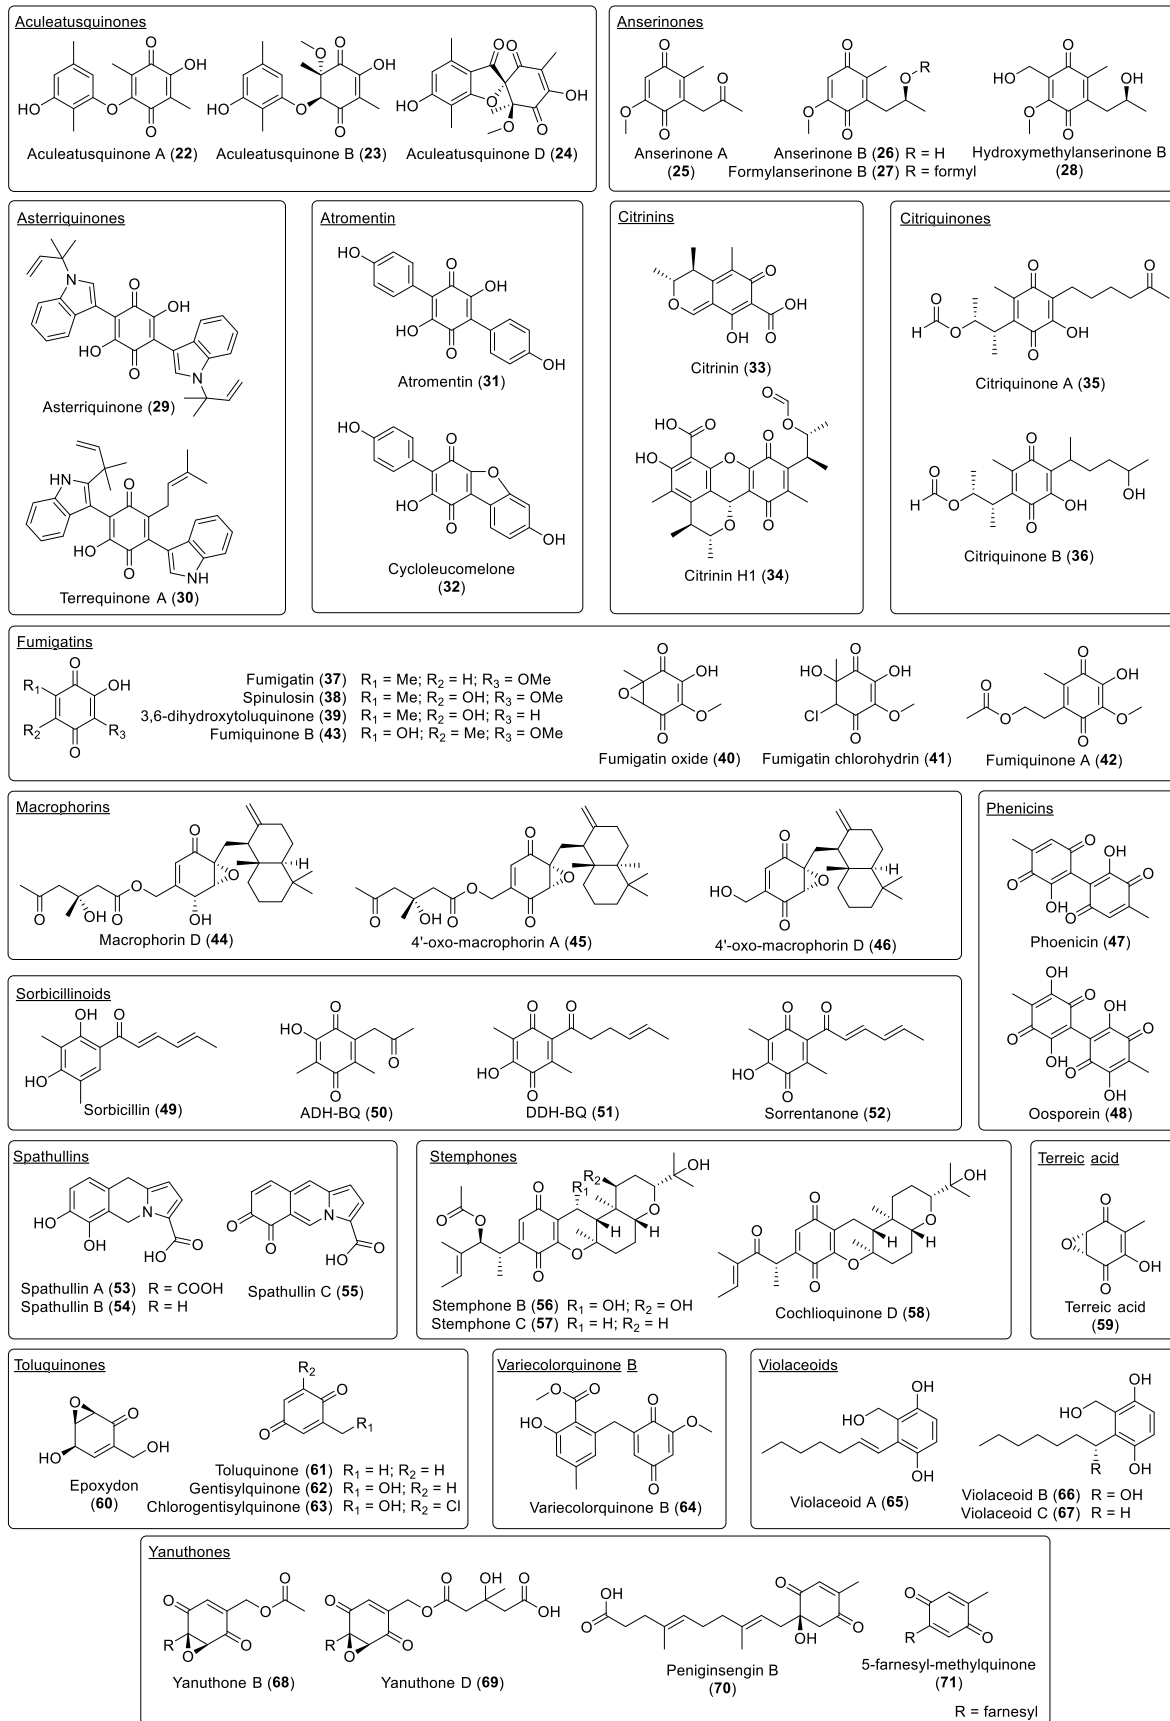 Aculeatusquinones
Aculeatusquinone A (22)
Aculeatusquinone B (23)
Aculeatusquinone D (24)
Anserinones
Anserinone A
(25)
Anserinone B (26) R = H
Formylanserinone B (27) R = formyl
Hydroxymethylanserinone B
(28)
Asterriquinones
Asterriquinone (29)
Terrequinone A (30)
Atromentin
Atromentin (31)
Cycloleucomelone
(32)
Citrinins
Citrinin (33)
Citrinin H1 (34)
Citriquinones
Citriquinone A (35)
Citriquinone B (36)
Fumigatins
Fumigatin (37) R1 = Me; R2 = H; R3 = OMe
Spinulosin (38) R1 = Me; R2 = OH; R3 = OMe
3,6-dihydroxytoluquinone (39) R1 = Me; R2 = OH; R3 = H
Fumiquinone B (43) R1 = OH; R2 = Me; R3 = OMe
Fumigatin oxide (40)
Fumigatin chlorohydrin (41)
Fumiquinone A (42)
Macrophorins
Macrophorin D (44)
4'-oxo-macrophorin A (45)
4'-oxo-macrophorin D (46)
Phenicins
Phoenicin (47)
Oosporein (48)
Sorbicillinoids
Sorbicillin (49)
ADH-BQ (50)
DDH-BQ (51)
Sorrentanone (52)
Spathullins
Spathullin A (53) R = COOH
Spathullin B (54) R = H
Spathullin C (55)
Stemphones
Stemphone B (56) R1 = OH; R2 = OH
Stemphone C (57) R1 = H; R2 = H
Cochlioquinone D (58)
Terreic acid
Terreic acid
(59)
Toluquinones
Epoxydon
(60)
Toluquinone (61) R1 = H; R2 = H
Gentisylquinone (62) R1 = OH; R2 = H
Chlorogentisylquinone (63) R1 = OH; R2 = Cl
Variecolorquinone B
Variecolorquinone B (64)
Violaceoids
Violaceoid A (65)
Violaceoid B (66) R = OH
Violaceoid C (67) R = H
Yanuthones
Yanuthone B (68)
Yanuthone D (69)
Peniginsengin B
(70)
5-farnesyl-methylquinone
(71)
R = farnesyl